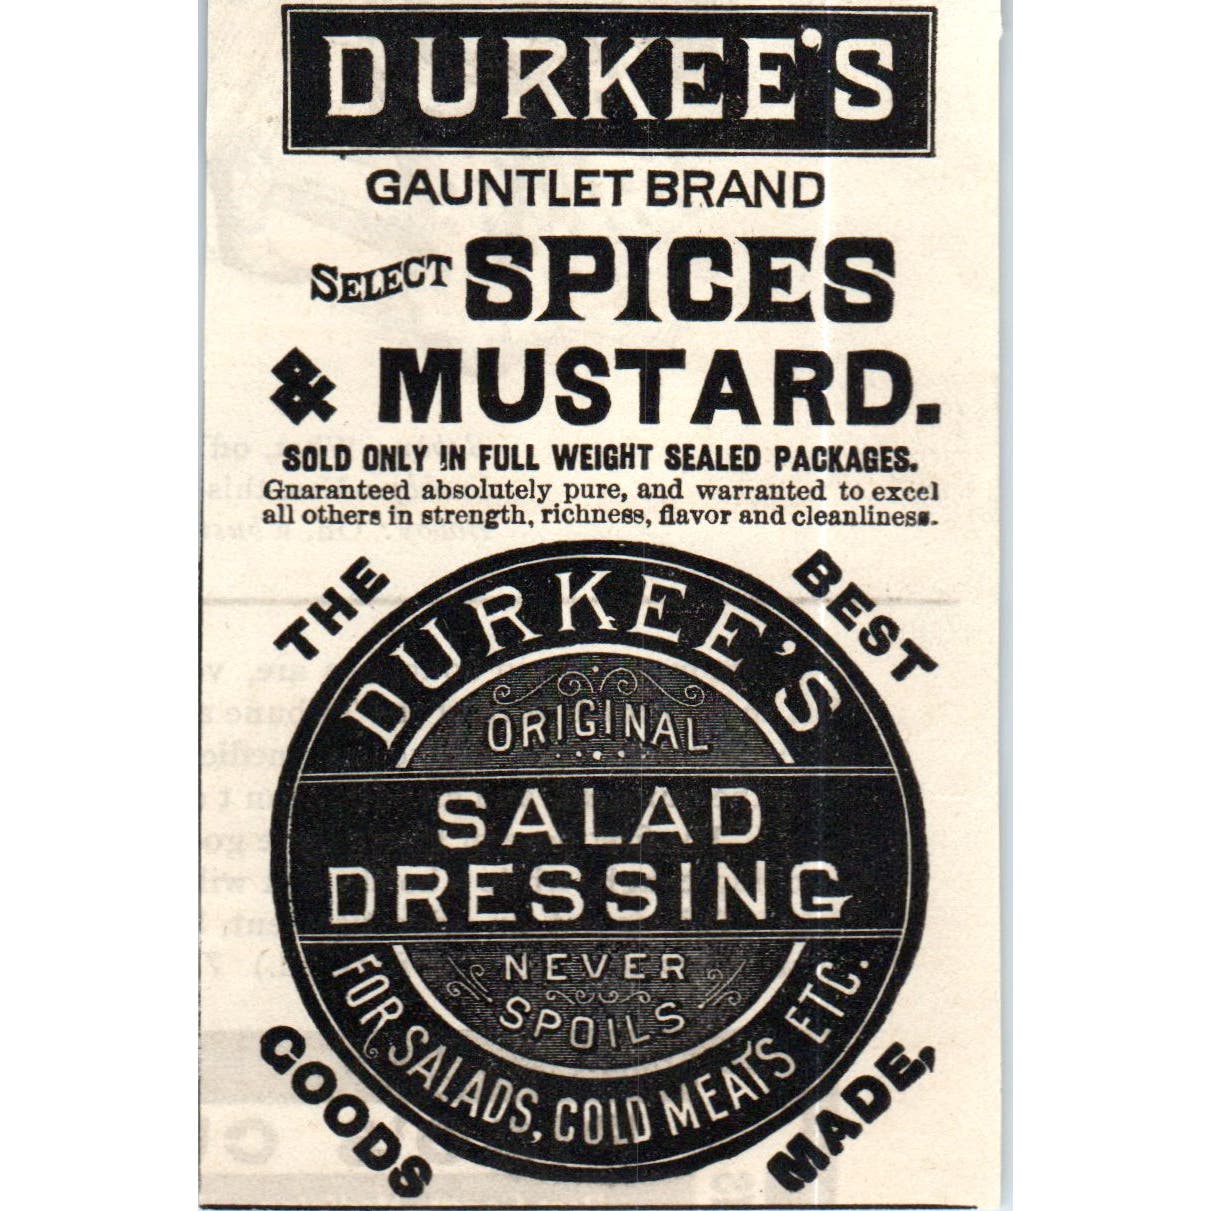 DURKEE'S
GAUNTLET BRAND
SELECT SPICES
& MUSTARD.
SOLD ONLY IN FULL WEIGHT SEALED PACKAGES.
Guaranteed absolutely pure, and warranted to excel
all others in strength, richness, flavor and cleanliness.
THE BEST
DURKEE'S
ORIGINAL
SALAD
DRESSING
NEVER
SPOILS
FOR SALADS, COLD MEATS ETC.
GOODS MADE,